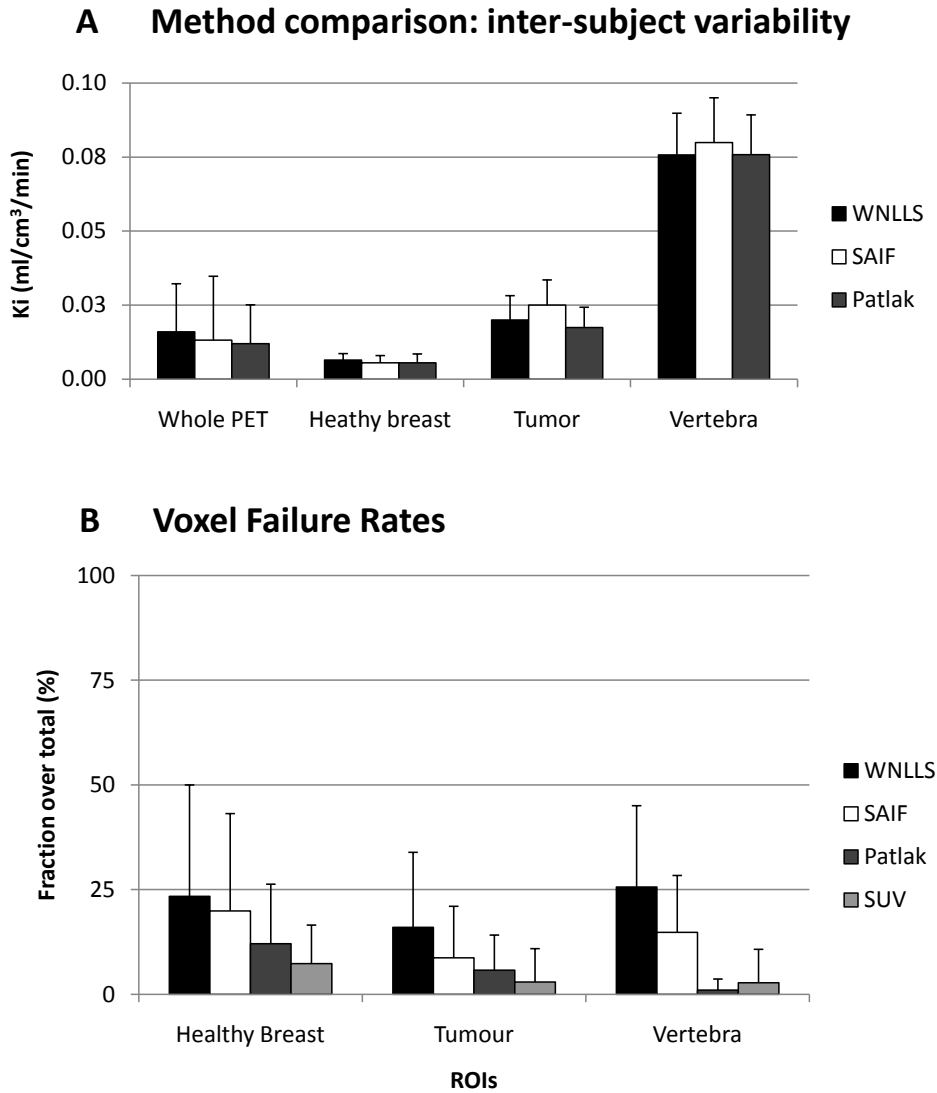 A Method comparison: inter-subject variability
Ki (ml/cm³/min)
0.10
0.08
0.05
0.03
0.00
Whole PET
Heathy breast
Tumor
Vertebra
WNLLS
SAIF
Patlak
B Voxel Failure Rates
Fraction over total (%)
100
75
50
25
0
Healthy Breast
Tumour
Vertebra
ROIs
WNLLS
SAIF
Patlak
SUV